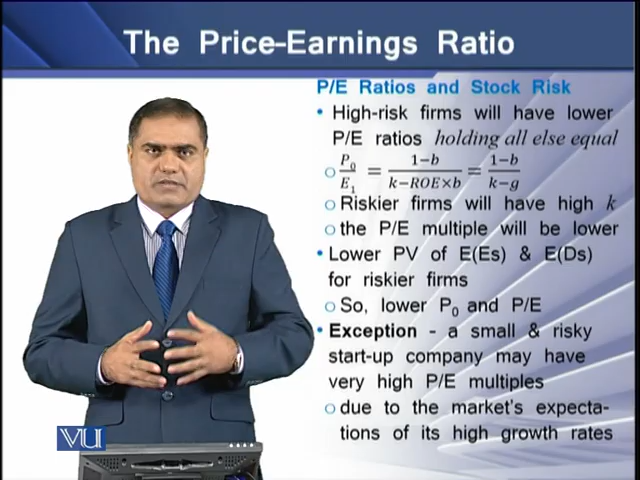 The Price-Earnings Ratio
P/E Ratios and Stock Risk
• High-risk firms will have lower
P/E ratios holding all else equal
○ P₀/E₁ = 1−b/k−ROE×b = 1−b/k−g
○ Riskier firms will have high k
○ the P/E multiple will be lower
• Lower PV of E(Es) & E(Ds)
for riskier firms
○ So, lower P₀ and P/E
• Exception - a small & risky
start-up company may have
very high P/E multiples
○ due to the market's expecta-
tions of its high growth rates
VU